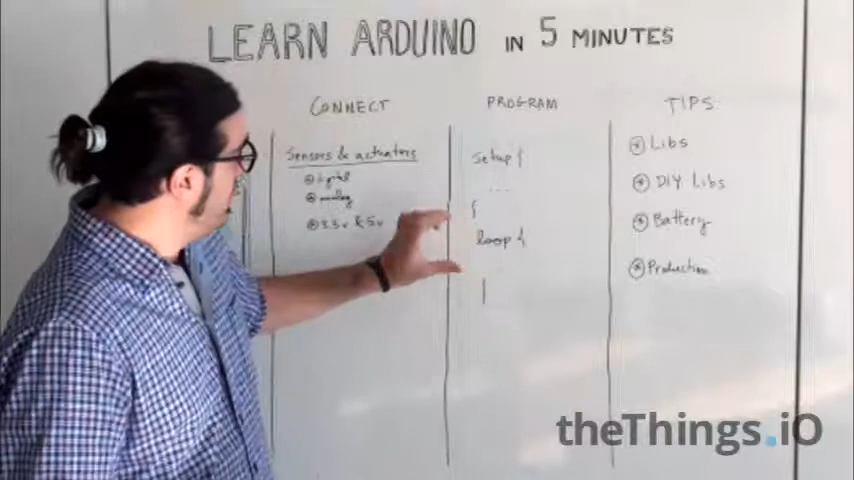 LEARN ARDUINO IN 5 MINUTES
CONNECT
Sensors & actuators
digital
analog
3.3v & 5v
PROGRAM
setup {
...
{
loop {
TIPS
Libs
DIY Libs
Battery
Production
theThings.iO